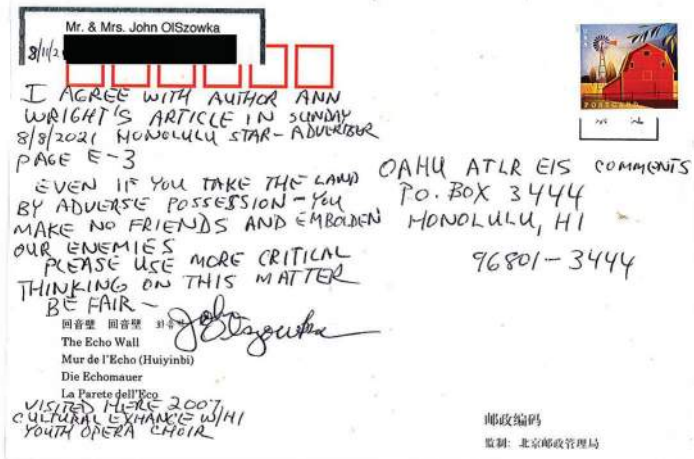 Mr. & Mrs. John OlSzowka
8/11/2
I AGREE WITH AUTHOR ANN
WRIGHT'S ARTICLE IN SUNDAY
8/8/2021 HONOLULU STAR-ADVERTISER
PAGE E-3
EVEN IF YOU TAKE THE LAND
BY ADVERSE POSSESSION - YOU
MAKE NO FRIENDS AND EMBOLDEN
OUR ENEMIES
PLEASE USE MORE CRITICAL
THINKING ON THIS MATTER
BE FAIR -
John Olszowka
回音壁 回音壁
The Echo Wall
Mur de l'Echo (Huiyinbi)
Die Echomauer
La Parete dell'Eco
VISITED HERE 2007
CULTURAL EXHANCE W/HI
YOUTH OPERA CHOIR
POSTCARD
OAHU ATLR EIS COMMENTS
P.O. BOX 3444
HONOLULU, HI
96801-3444
邮政编码
监制: 北京邮政管理局